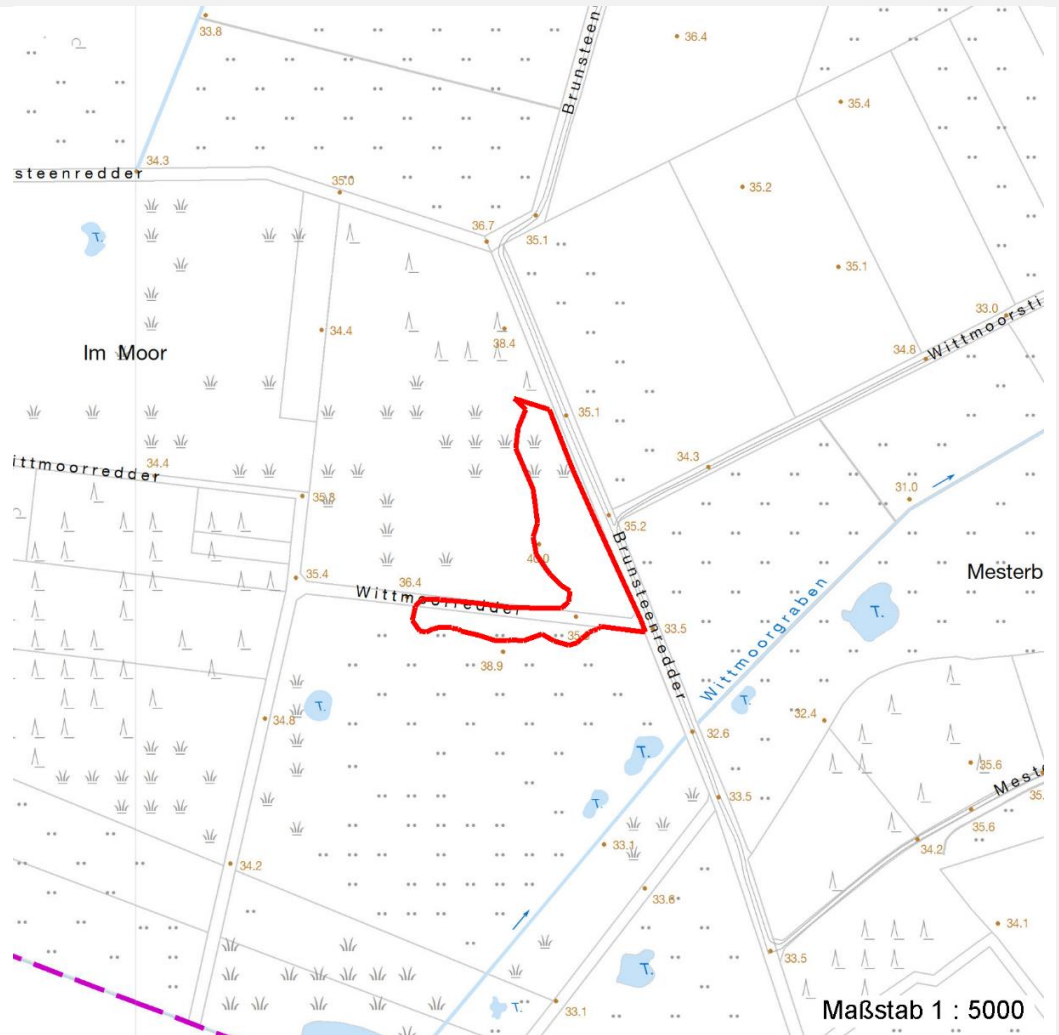 33.8
Brunsteen
36.4
35.4
34.3
steenredder
35.0
35.2
36.7
35.1
T.
35.1
33.0
34.4
38.4
Im Moor
34.8
Wittmoorsti
35.1
ittmoorredder
34.4
34.3
35.3
31.0
35.2
40.0
Brunsteenredder
35.4
36.4
Wittmoorredder
Mesterb
T.
33.5
38.9
Wittmoorgraben
T.
T.
34.8
32.4
32.6
T.
35.6
Meste
35.
T.
33.5
35.6
33.1
34.2
34.2
33.6
34.1
33.5
T.
T.
33.1
Maßstab 1 : 5000